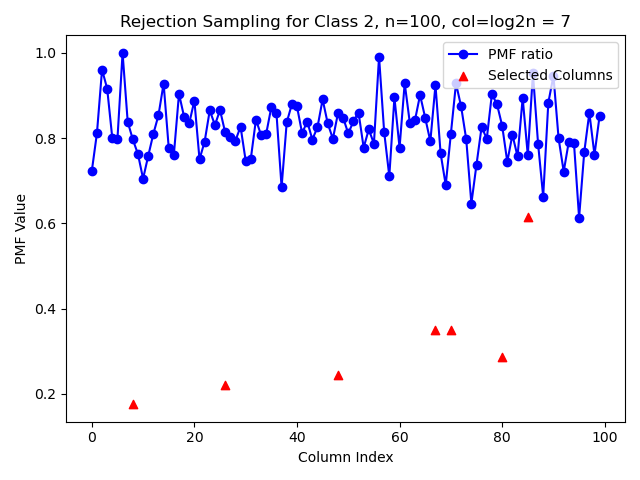 Rejection Sampling for Class 2, n=100, col=log2n = 7
PMF ratio
Selected Columns
PMF Value
1.0
0.8
0.6
0.4
0.2
0
20
40
60
80
100
Column Index